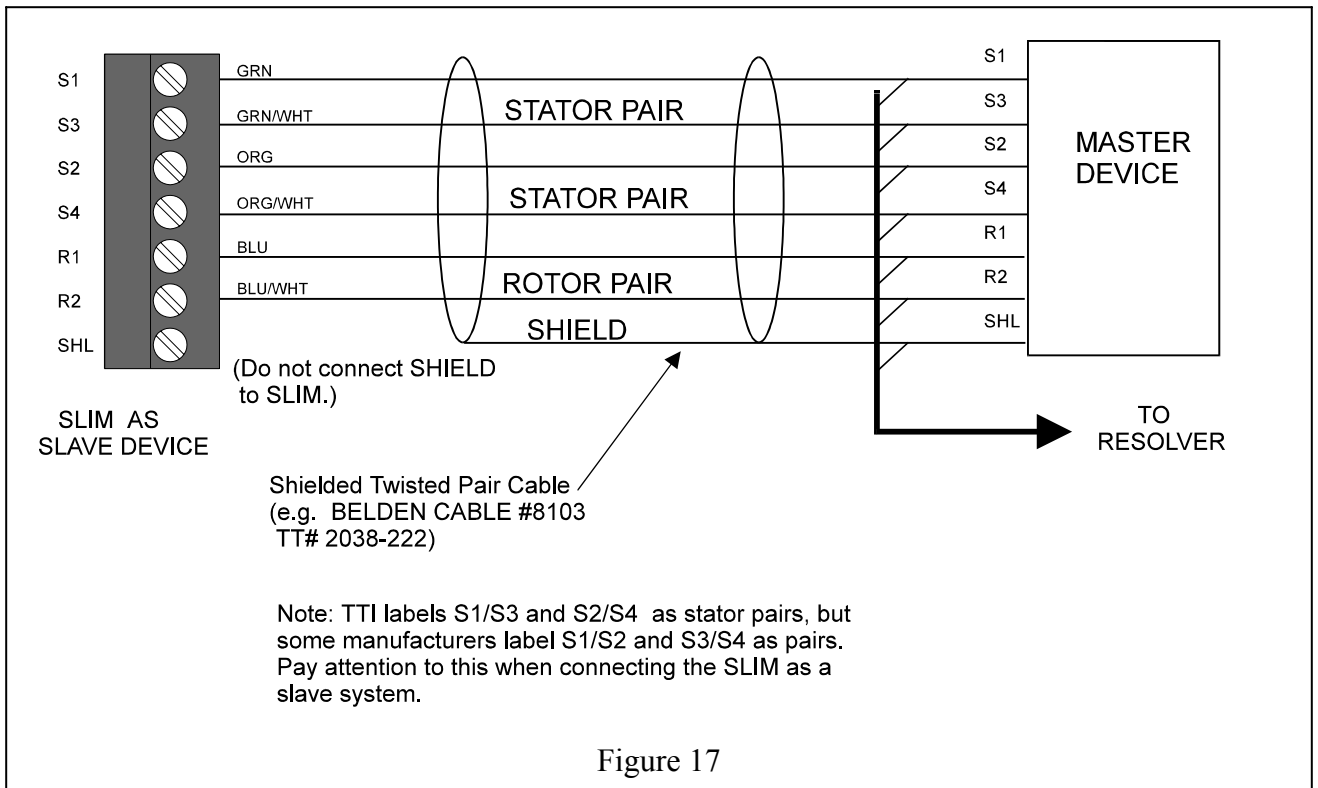 S1
GRN
S1
S3
GRN/WHT
STATOR PAIR
S3
S2
ORG
S2
MASTER
DEVICE
S4
ORG/WHT
STATOR PAIR
S4
R1
BLU
R1
R2
BLU/WHT
ROTOR PAIR
R2
SHL
SHIELD
SHL
(Do not connect SHIELD
to SLIM.)
SLIM AS
SLAVE DEVICE
TO
RESOLVER
Shielded Twisted Pair Cable
(e.g. BELDEN CABLE #8103
TT# 2038-222)
Note: TTI labels S1/S3 and S2/S4 as stator pairs, but
some manufacturers label S1/S2 and S3/S4 as pairs.
Pay attention to this when connecting the SLIM as a
slave system.
Figure 17